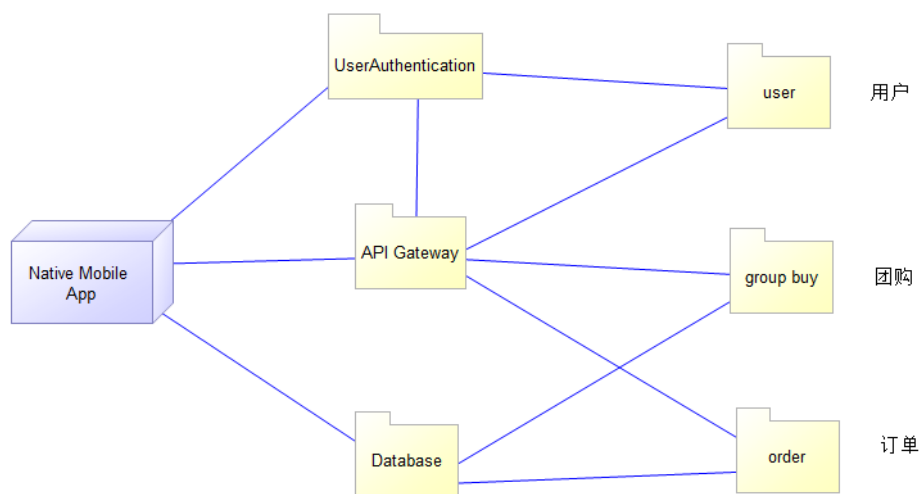 UserAuthentication
user
用户
API Gateway
Native Mobile
App
group buy
团购
Database
order
订单